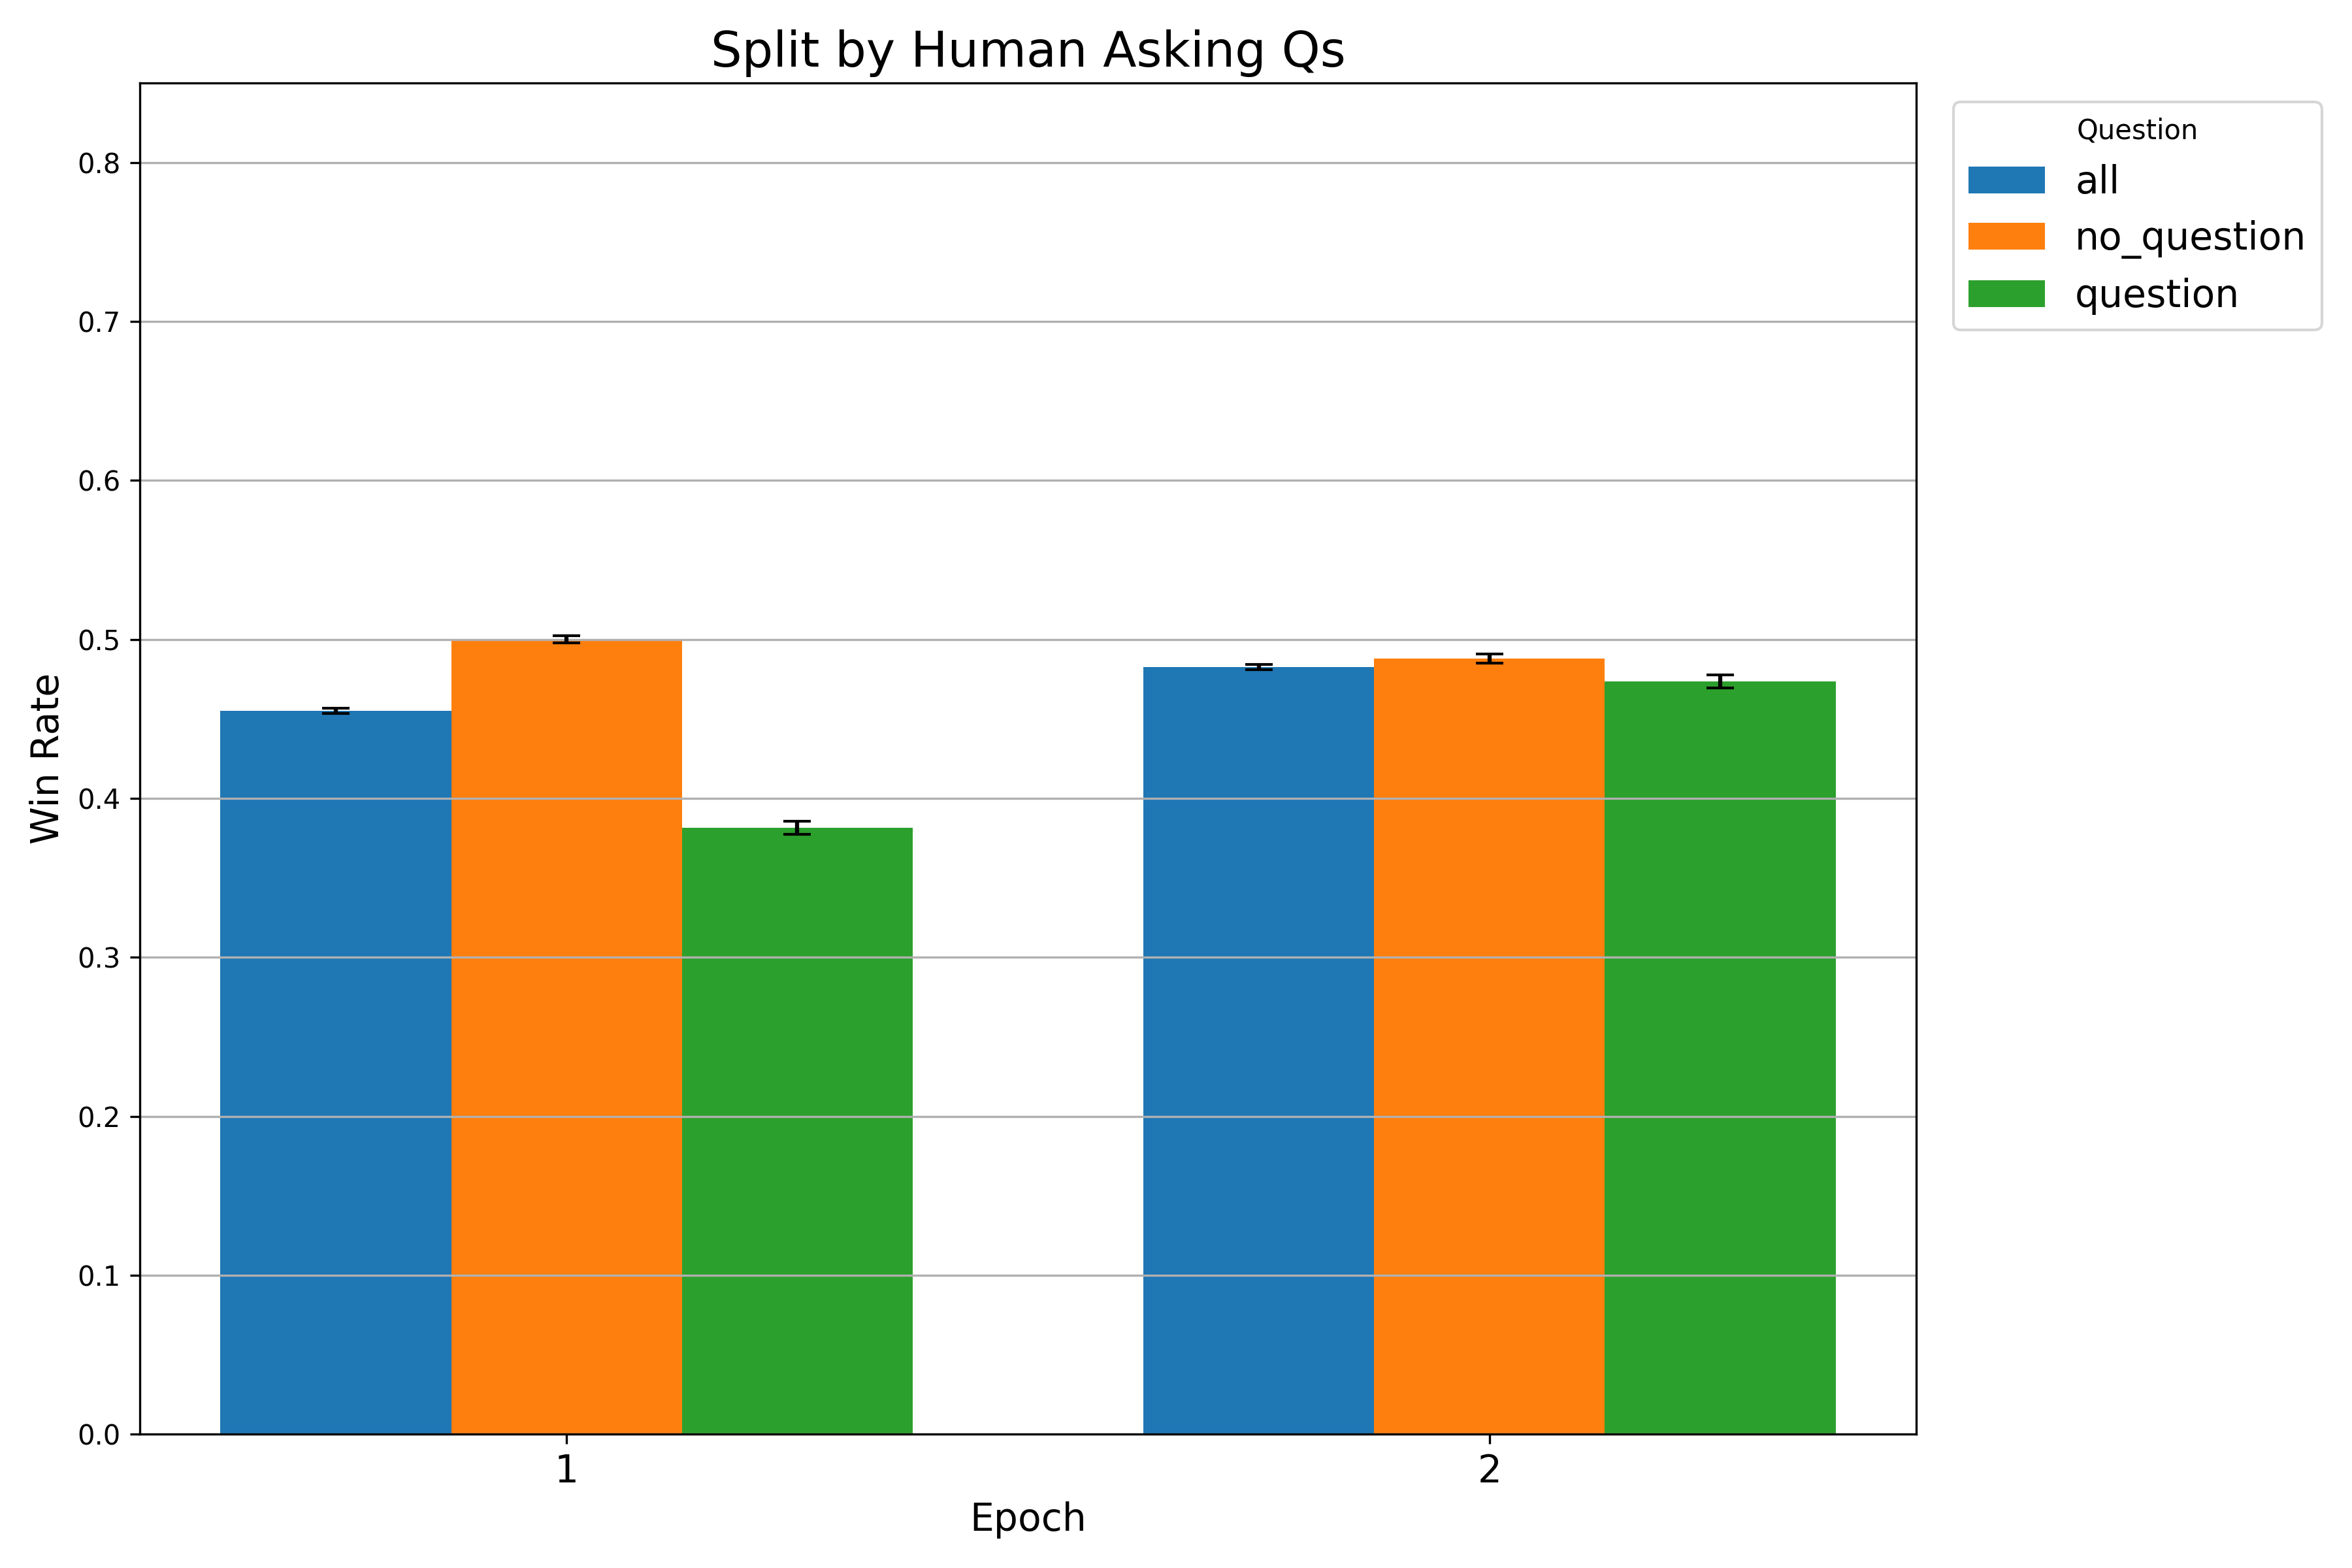 Split by Human Asking Qs
Question
all
no_question
question
Win Rate
0.8
0.7
0.6
0.5
0.4
0.3
0.2
0.1
0.0
1
2
Epoch